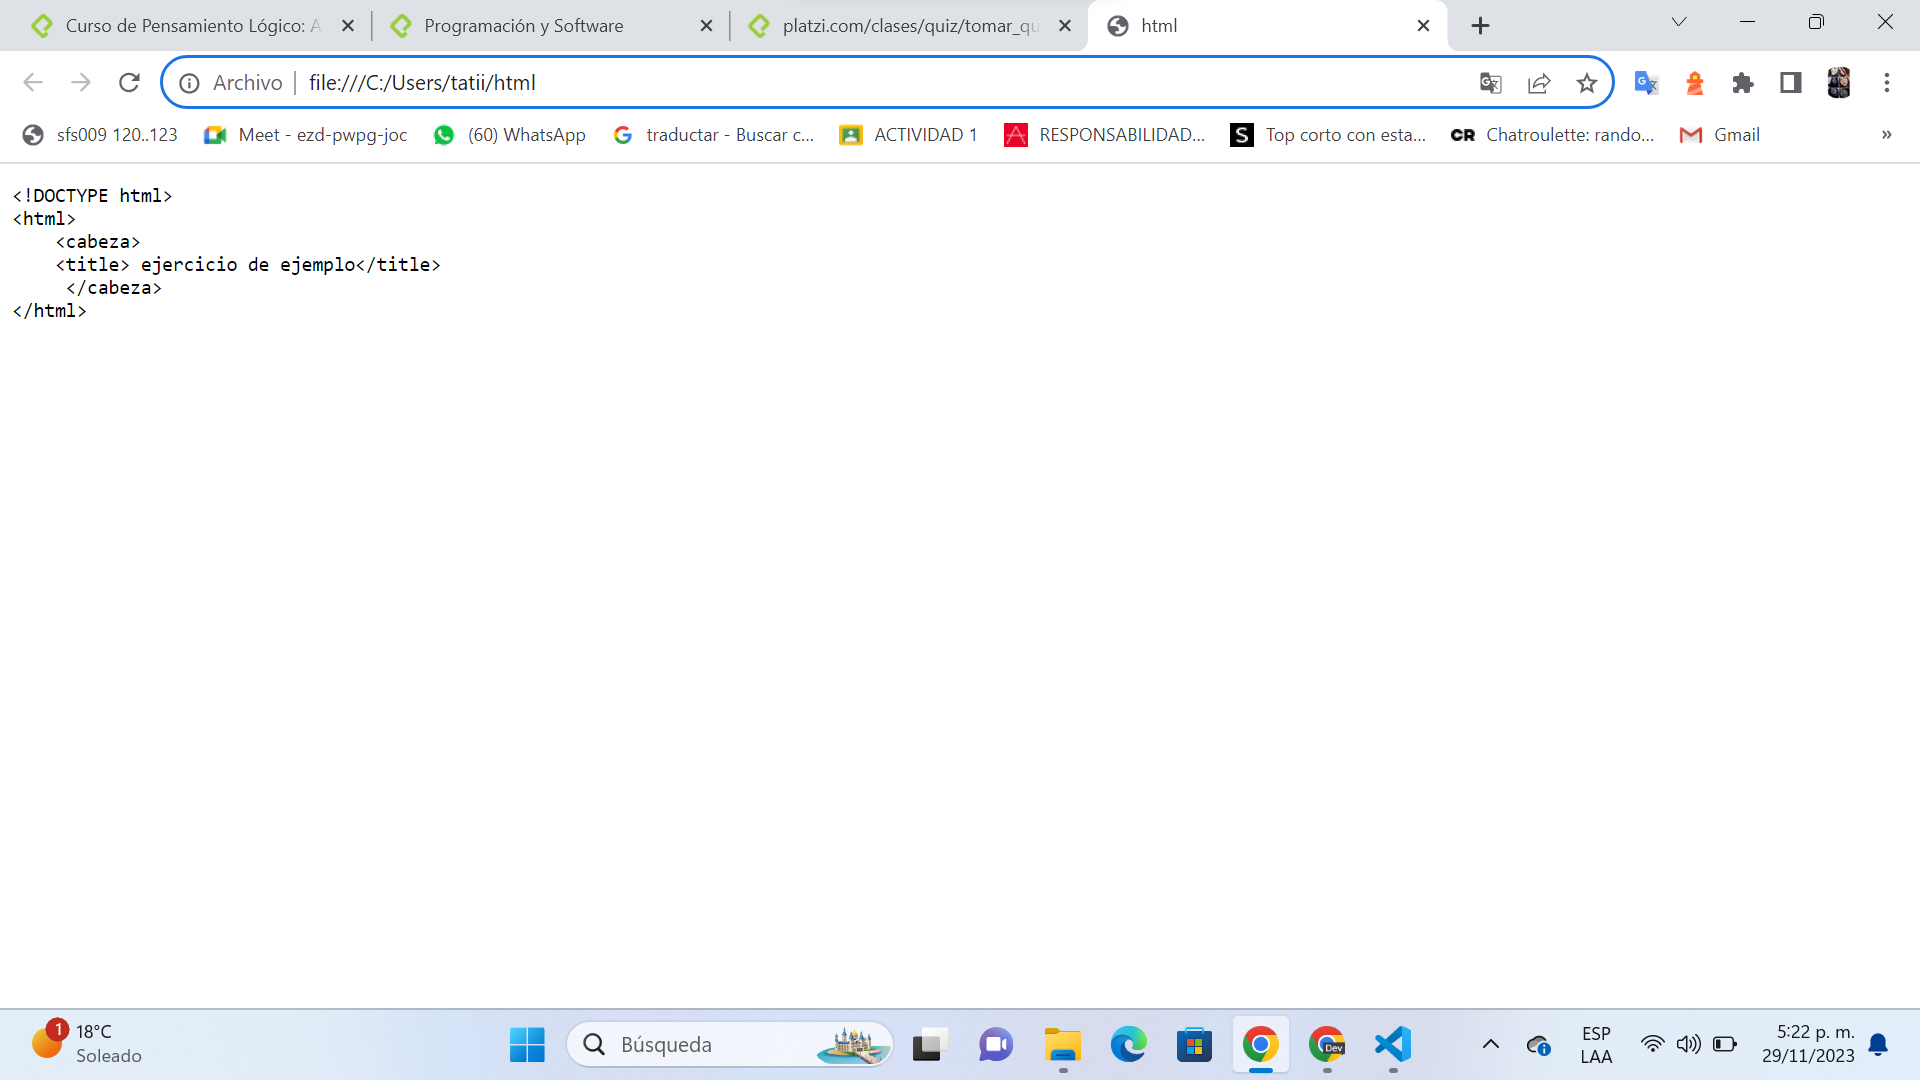 Curso de Pensamiento Lógico: A
Programación y Software
platzi.com/clases/quiz/tomar_qu
html
Archivo
file:///C:/Users/tatii/html
sfs009 120..123
Meet - ezd-pwpg-joc
(60) WhatsApp
traductar - Buscar c...
ACTIVIDAD 1
RESPONSABILIDAD...
S
Top corto con esta...
CR
Chatroulette: rando...
Gmail
»
<!DOCTYPE html>
<html>
    <cabeza>
    <title> ejercicio de ejemplo</title>
     </cabeza>
</html>
1
18°C
Soleado
Búsqueda
Dev
ESP
LAA
5:22 p. m.
29/11/2023